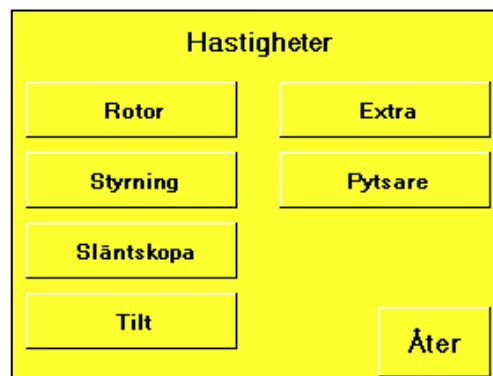 Hastigheter
Rotor
Extra
Styrning
Pytsare
Släntskopa
Tilt
Åter